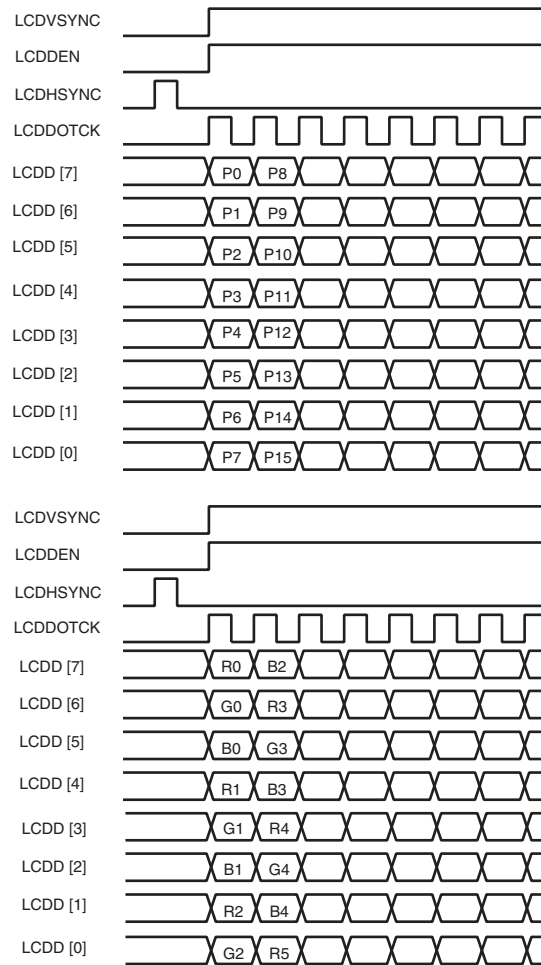 LCDVSYNC
LCDDEN
LCDHSYNC
LCDDOTCK
LCDD [7] P0 P8
LCDD [6] P1 P9
LCDD [5] P2 P10
LCDD [4] P3 P11
LCDD [3] P4 P12
LCDD [2] P5 P13
LCDD [1] P6 P14
LCDD [0] P7 P15
LCDVSYNC
LCDDEN
LCDHSYNC
LCDDOTCK
LCDD [7] R0 B2
LCDD [6] G0 R3
LCDD [5] B0 G3
LCDD [4] R1 B3
LCDD [3] G1 R4
LCDD [2] B1 G4
LCDD [1] R2 B4
LCDD [0] G2 R5